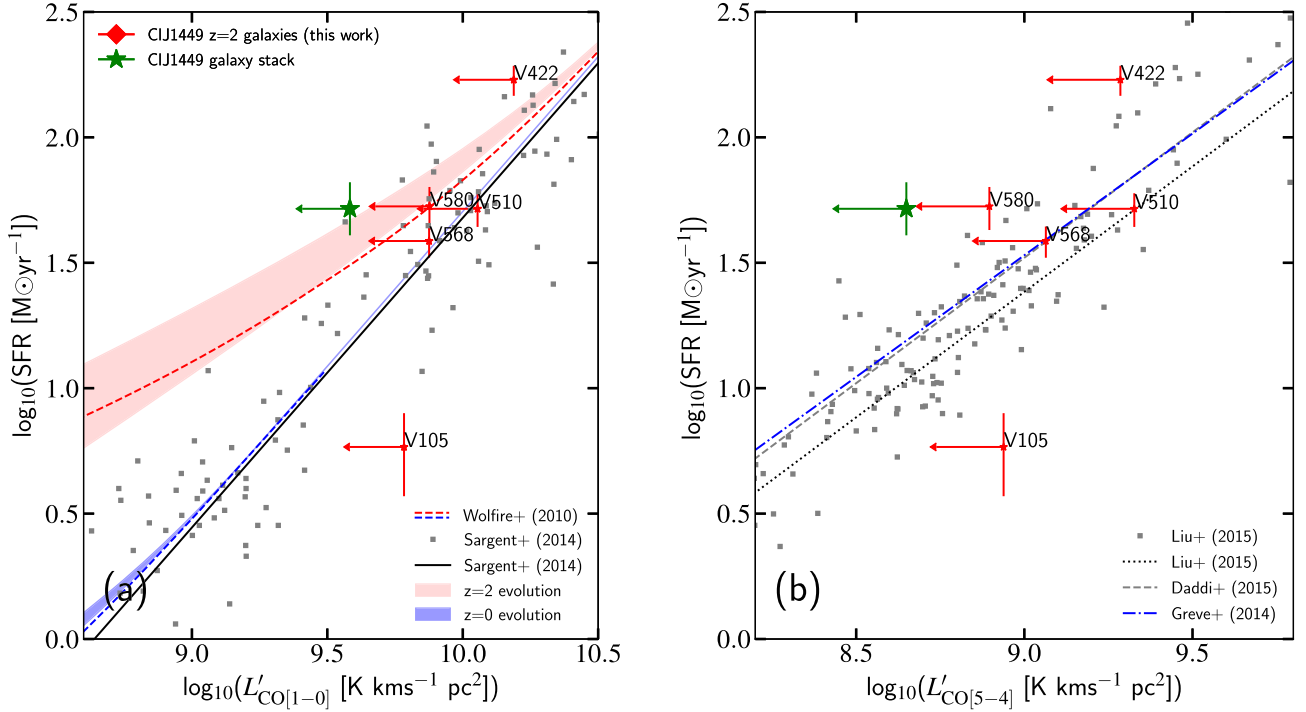 CIJ1449 z=2 galaxies (this work)
CIJ1449 galaxy stack
V422
V580
V510
V568
V105
Wolfire+ (2010)
Sargent+ (2014)
Sargent+ (2014)
z=2 evolution
z=0 evolution
(a)
2.5
2.0
1.5
1.0
0.5
0.0
9.0 9.5 10.0 10.5
log₁₀(SFR [M⊙yr⁻¹])
log₁₀(L′CO[1−0] [K kms⁻¹ pc²])
V422
V580
V510
V568
V105
Liu+ (2015)
Liu+ (2015)
Daddi+ (2015)
Greve+ (2014)
(b)
2.5
2.0
1.5
1.0
0.5
0.0
8.5 9.0 9.5
log₁₀(SFR [M⊙yr⁻¹])
log₁₀(L′CO[5−4] [K kms⁻¹ pc²])